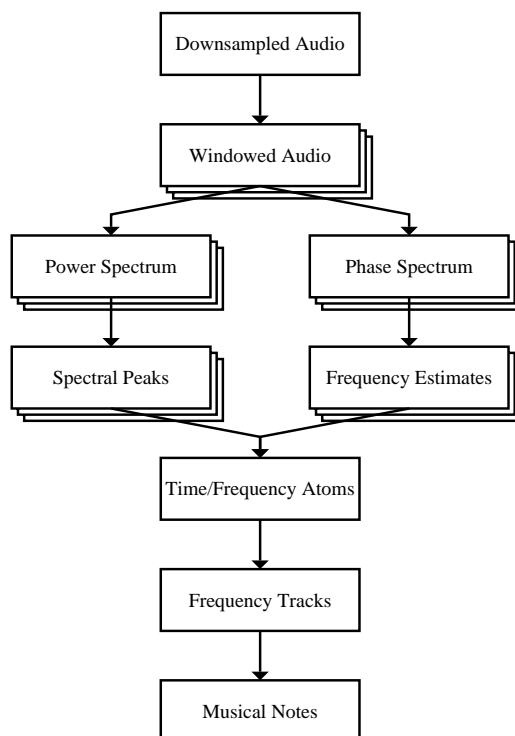 Downsampled Audio
Windowed Audio
Power Spectrum
Phase Spectrum
Spectral Peaks
Frequency Estimates
Time/Frequency Atoms
Frequency Tracks
Musical Notes